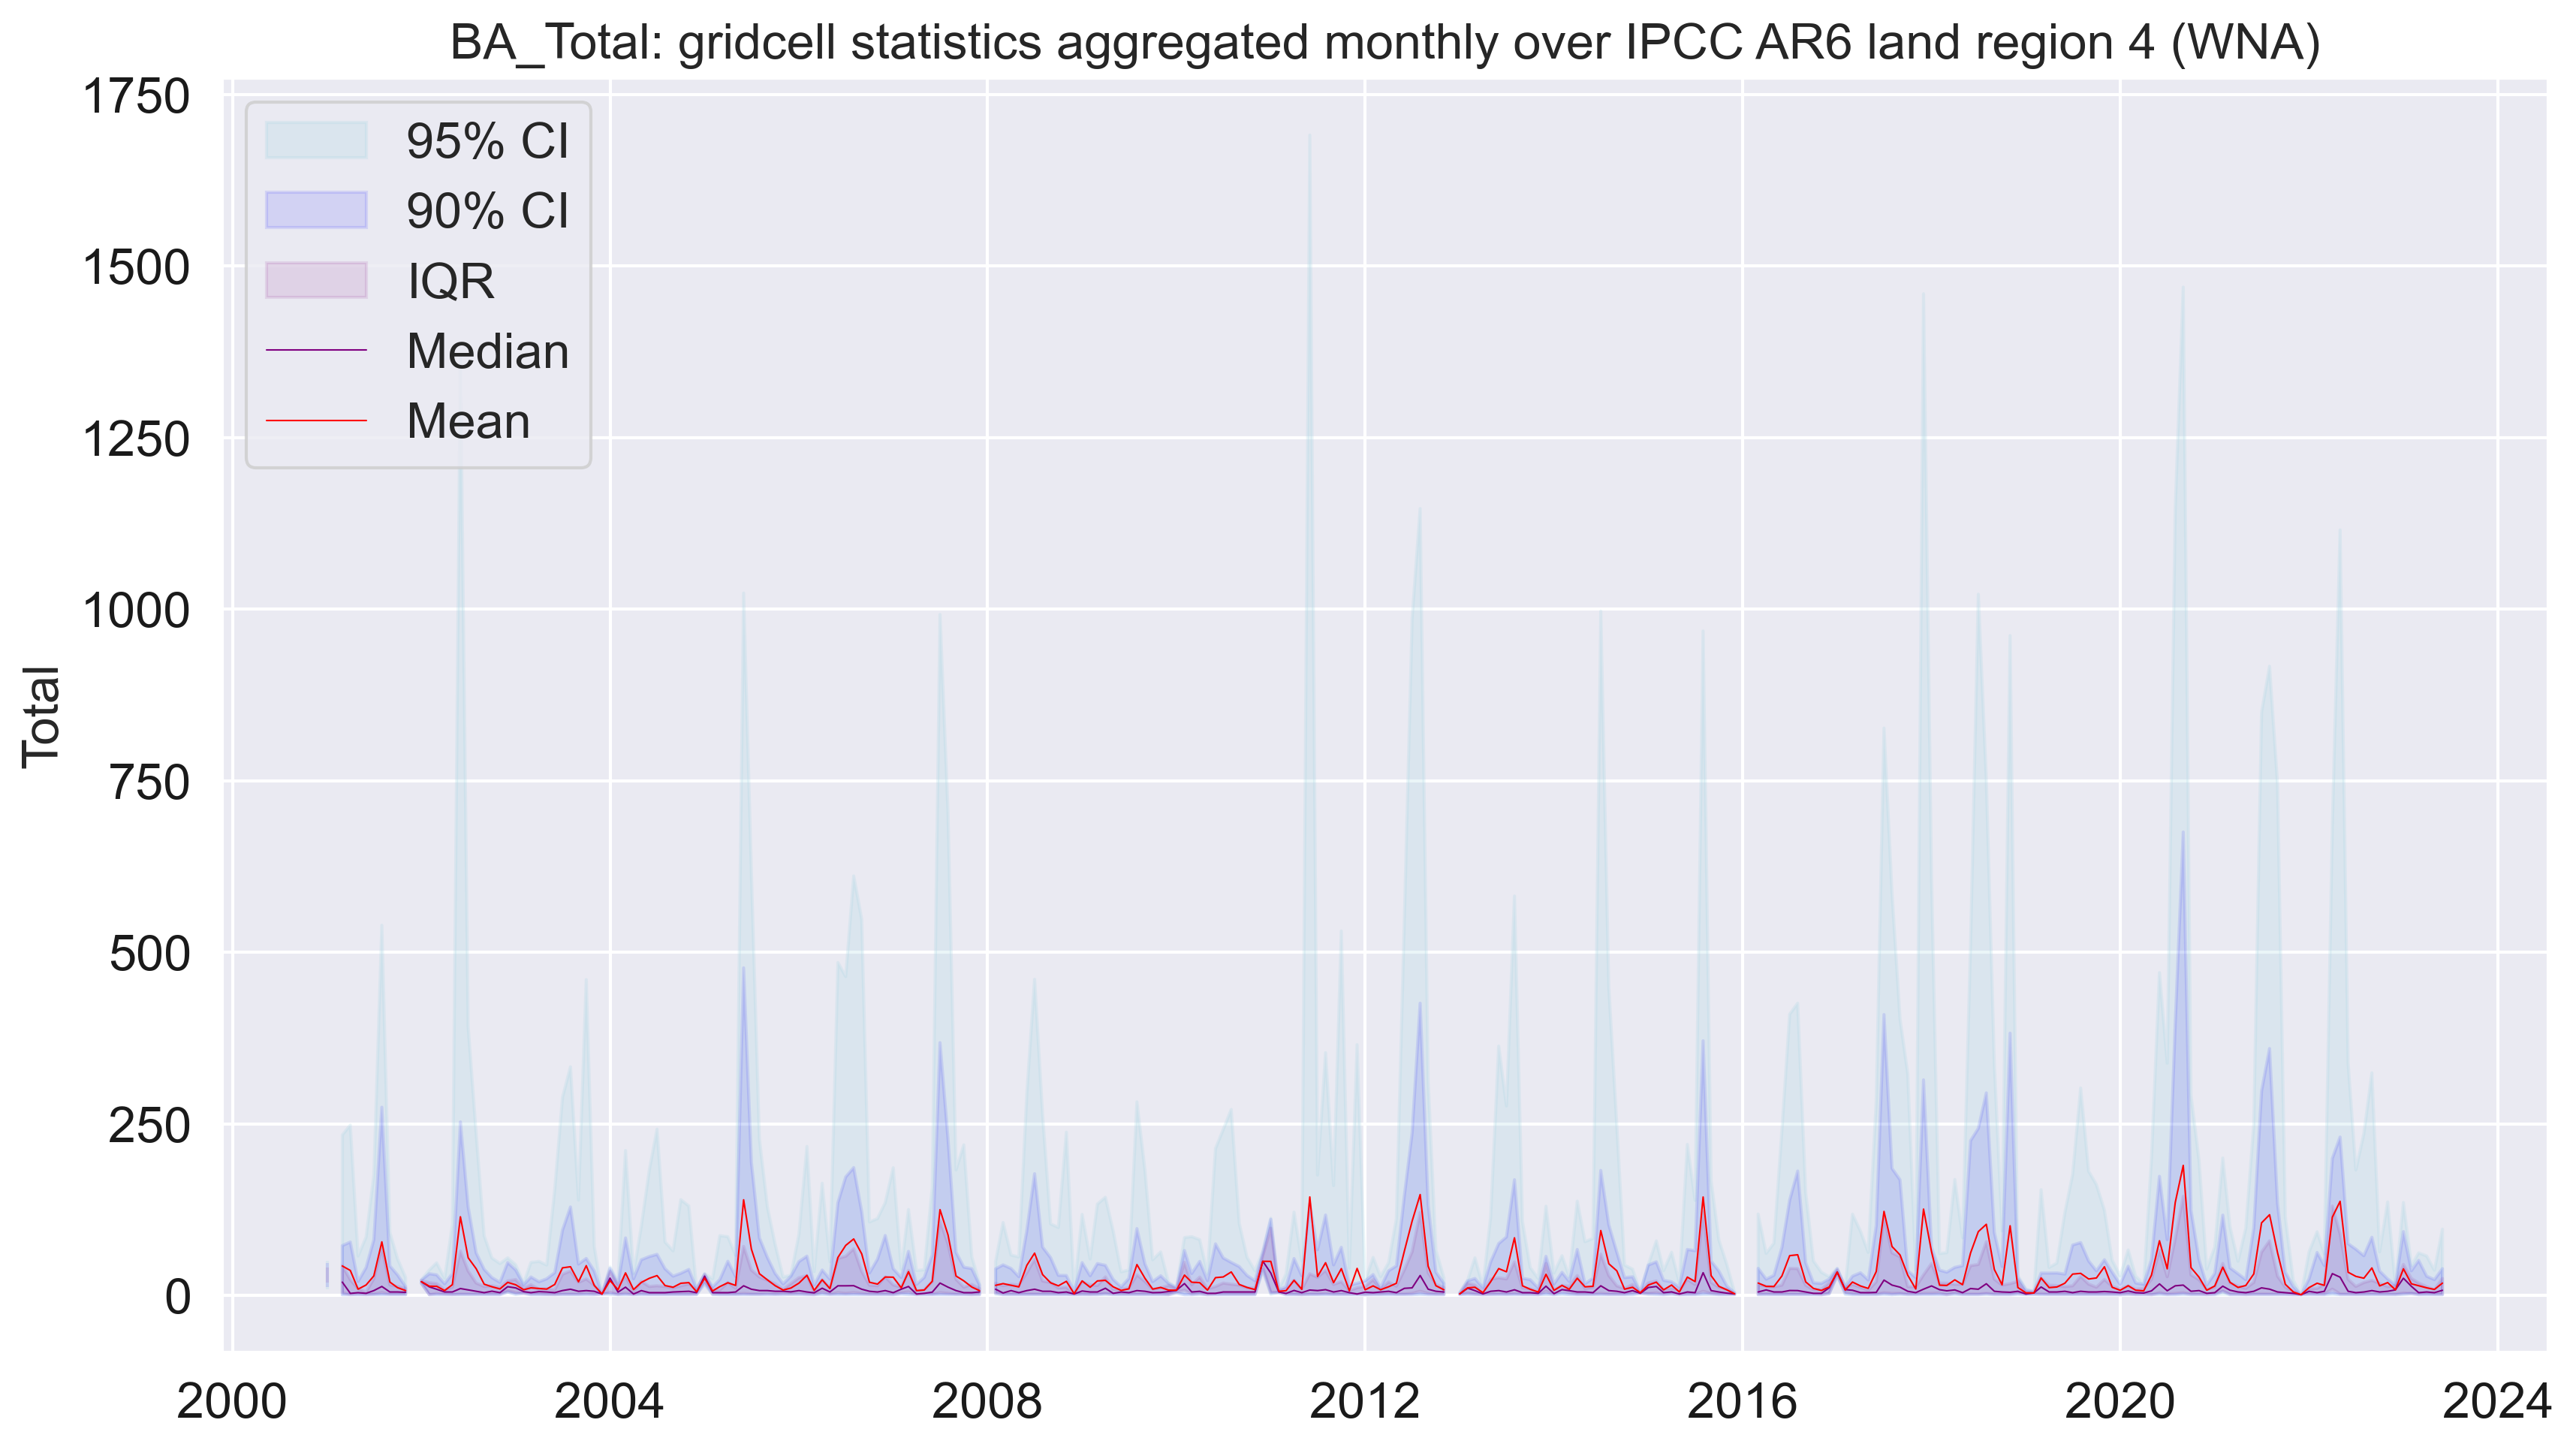 BA_Total: gridcell statistics aggregated monthly over IPCC AR6 land region 4 (WNA)
1750
1500
1250
1000
750
500
250
0
Total
95% CI
90% CI
IQR
Median
Mean
2000
2004
2008
2012
2016
2020
2024